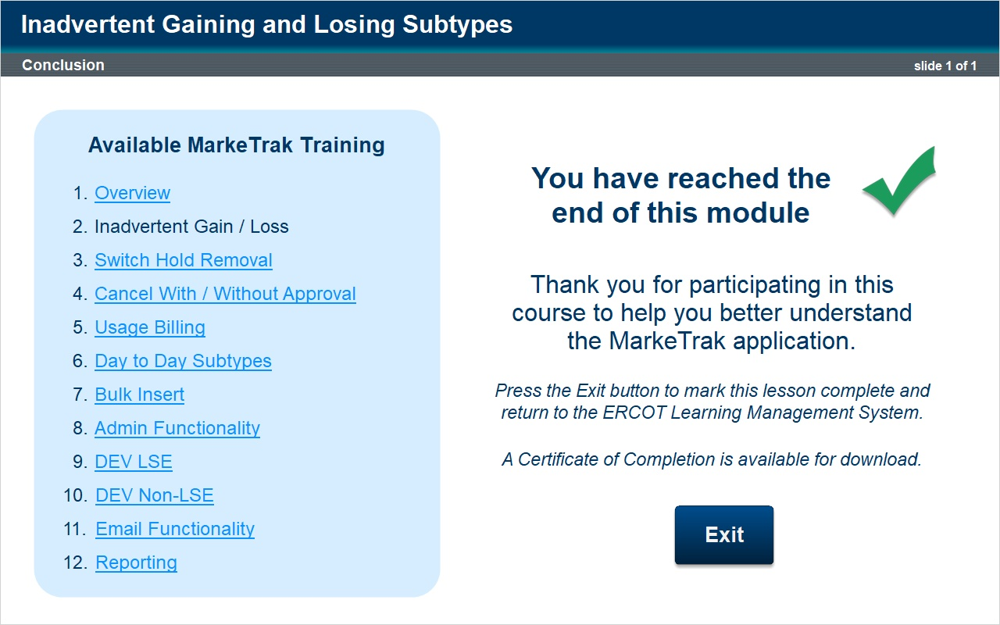 Inadvertent Gaining and Losing Subtypes
Conclusion
slide 1 of 1
Available MarkeTrak Training
1. Overview
2. Inadvertent Gain / Loss
3. Switch Hold Removal
4. Cancel With / Without Approval
5. Usage Billing
6. Day to Day Subtypes
7. Bulk Insert
8. Admin Functionality
9. DEV LSE
10. DEV Non-LSE
11. Email Functionality
12. Reporting
You have reached the
end of this module
Thank you for participating in this
course to help you better understand
the MarkeTrak application.
Press the Exit button to mark this lesson complete and
return to the ERCOT Learning Management System.
A Certificate of Completion is available for download.
Exit